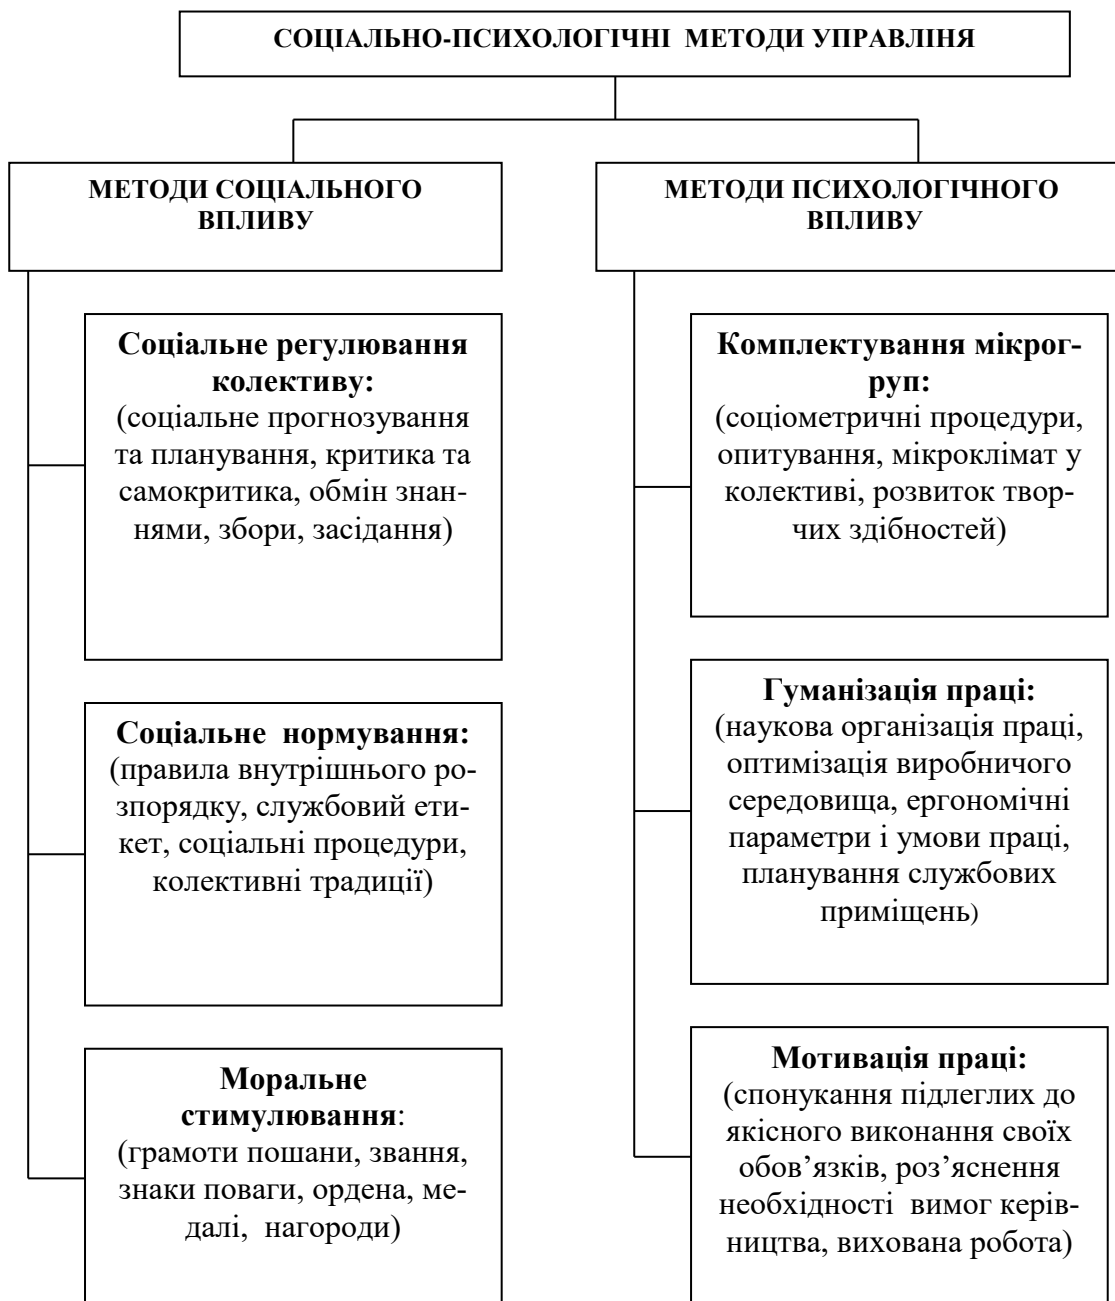 СОЦІАЛЬНО-ПСИХОЛОГІЧНІ МЕТОДИ УПРАВЛІНЯ
МЕТОДИ СОЦІАЛЬНОГО
ВПЛИВУ
Соціальне регулювання
колективу:
(соціальне прогнозування
та планування, критика та
самокритика, обмін знан-
нями, збори, засідання)
Соціальне нормування:
(правила внутрішнього ро-
зпорядку, службовий ети-
кет, соціальні процедури,
колективні традиції)
Моральне
стимулювання:
(грамоти пошани, звання,
знаки поваги, ордена, ме-
далі, нагороди)
МЕТОДИ ПСИХОЛОГІЧНОГО
ВПЛИВУ
Комплектування мікрог-
руп:
(соціометричні процедури,
опитування, мікроклімат у
колективі, розвиток твор-
чих здібностей)
Гуманізація праці:
(наукова організація праці,
оптимізація виробничого
середовища, ергономічні
параметри і умови праці,
планування службових
приміщень)
Мотивація праці:
(спонукання підлеглих до
якісного виконання своїх
обов’язків, роз’яснення
необхідності вимог керів-
ництва, вихована робота)